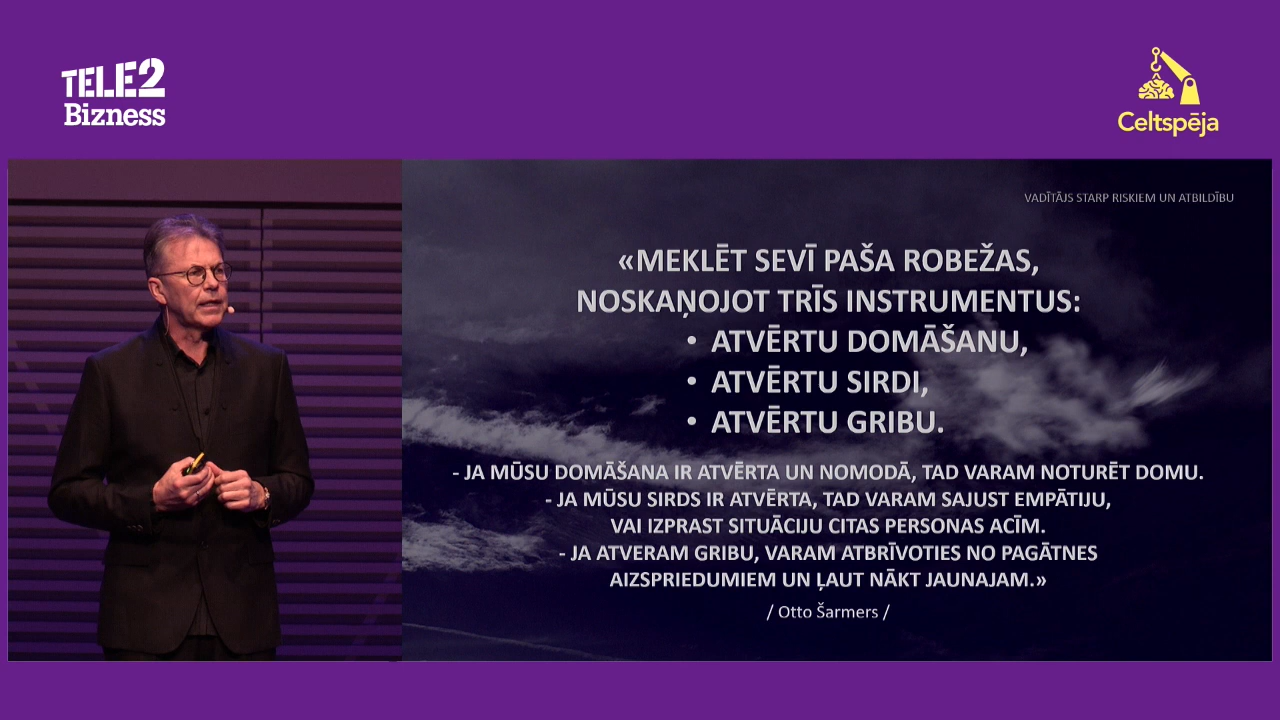 TELE2
Bizness
Celtspēja
VADĪTĀJS STARP RISKIEM UN ATBILDĪBU
«MEKLĒT SEVĪ PAŠA ROBEŽAS,
NOSKAŅOJOT TRĪS INSTRUMENTUS:
• ATVĒRTU DOMĀŠANU,
• ATVĒRTU SIRDI,
• ATVĒRTU GRIBU.
- JA MŪSU DOMĀŠANA IR ATVĒRTA UN NOMODĀ, TAD VARAM NOTURĒT DOMU.
- JA MŪSU SIRDS IR ATVĒRTA, TAD VARAM SAJUST EMPĀTIJU,
VAI IZPRAST SITUĀCIJU CITAS PERSONAS ACĪM.
- JA ATVERAM GRIBU, VARAM ATBRĪVOTIES NO PAGĀTNES
AIZSPRIEDUMIEM UN ĻAUT NĀKT JAUNAJAM.»
/ Otto Šarmers /